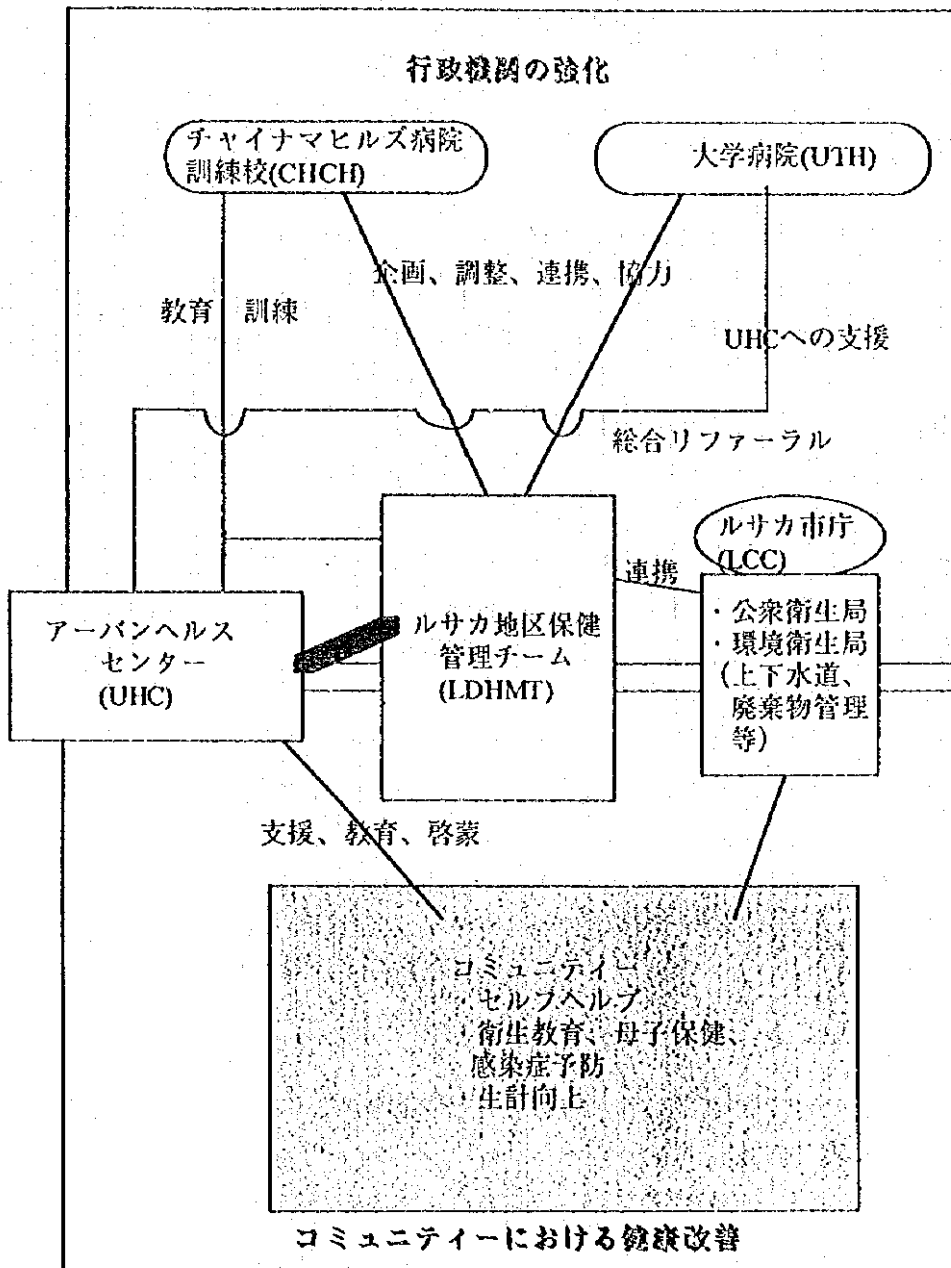 行政機関の強化
チャイナマヒルズ病院
訓練校(CHCH)
大学病院(UTH)
企画、調整、連携、協力
教育 訓練
UHCへの支援
総合リファーラル
ルサカ市庁
(LCC)
連携
・公衆衛生局
・環境衛生局
(上下水道、
廃棄物管理
等)
アーバンヘルス
センター
(UHC)
ルサカ地区保健
管理チーム
(LDHMT)
支援、教育、啓蒙
コミュニティー
・セルフヘルプ
・衛生教育、母子保健、
感染症予防
・生計向上
コミュニティーにおける健康改善